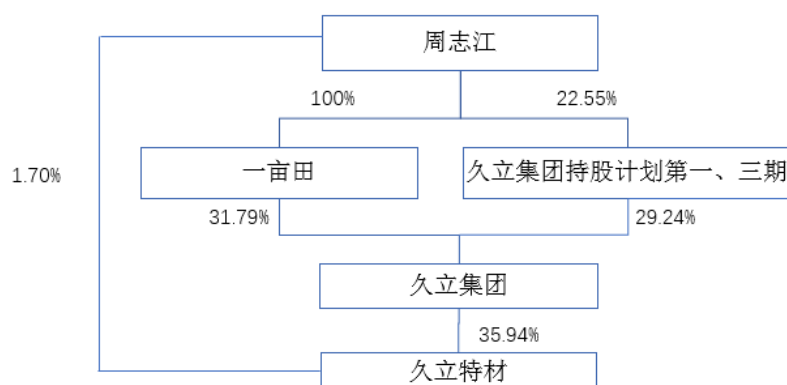 周志江
100%
22.55%
1.70%
一亩田
久立集团持股计划第一、三期
31.79%
29.24%
久立集团
35.94%
久立特材